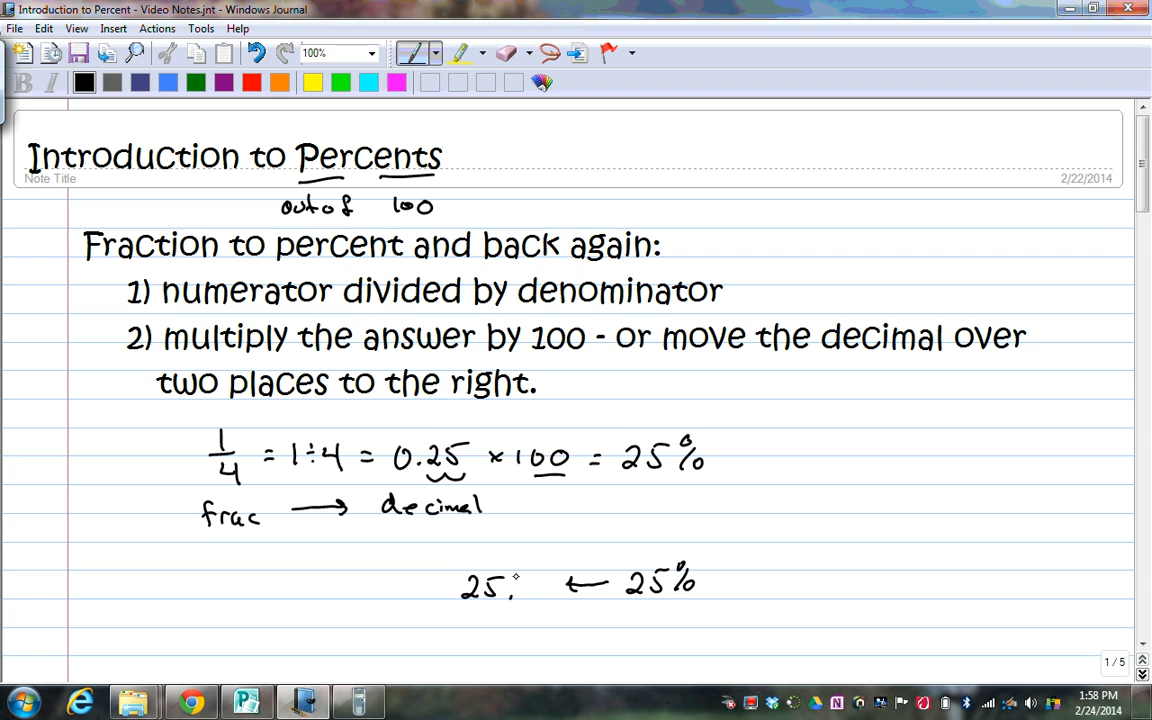 Introduction to Percent - Video Notes.jnt - Windows Journal
File Edit View Insert Actions Tools Help
100%
B I
Introduction to Percents
Note Title
2/22/2014
out of 100
Fraction to percent and back again:
1) numerator divided by denominator
2) multiply the answer by 100 - or move the decimal over
two places to the right.
1/4 = 1÷4 = 0.25 × 100 = 25%
frac → decimal
25. ← 25%
1 / 5
1:58 PM
2/24/2014